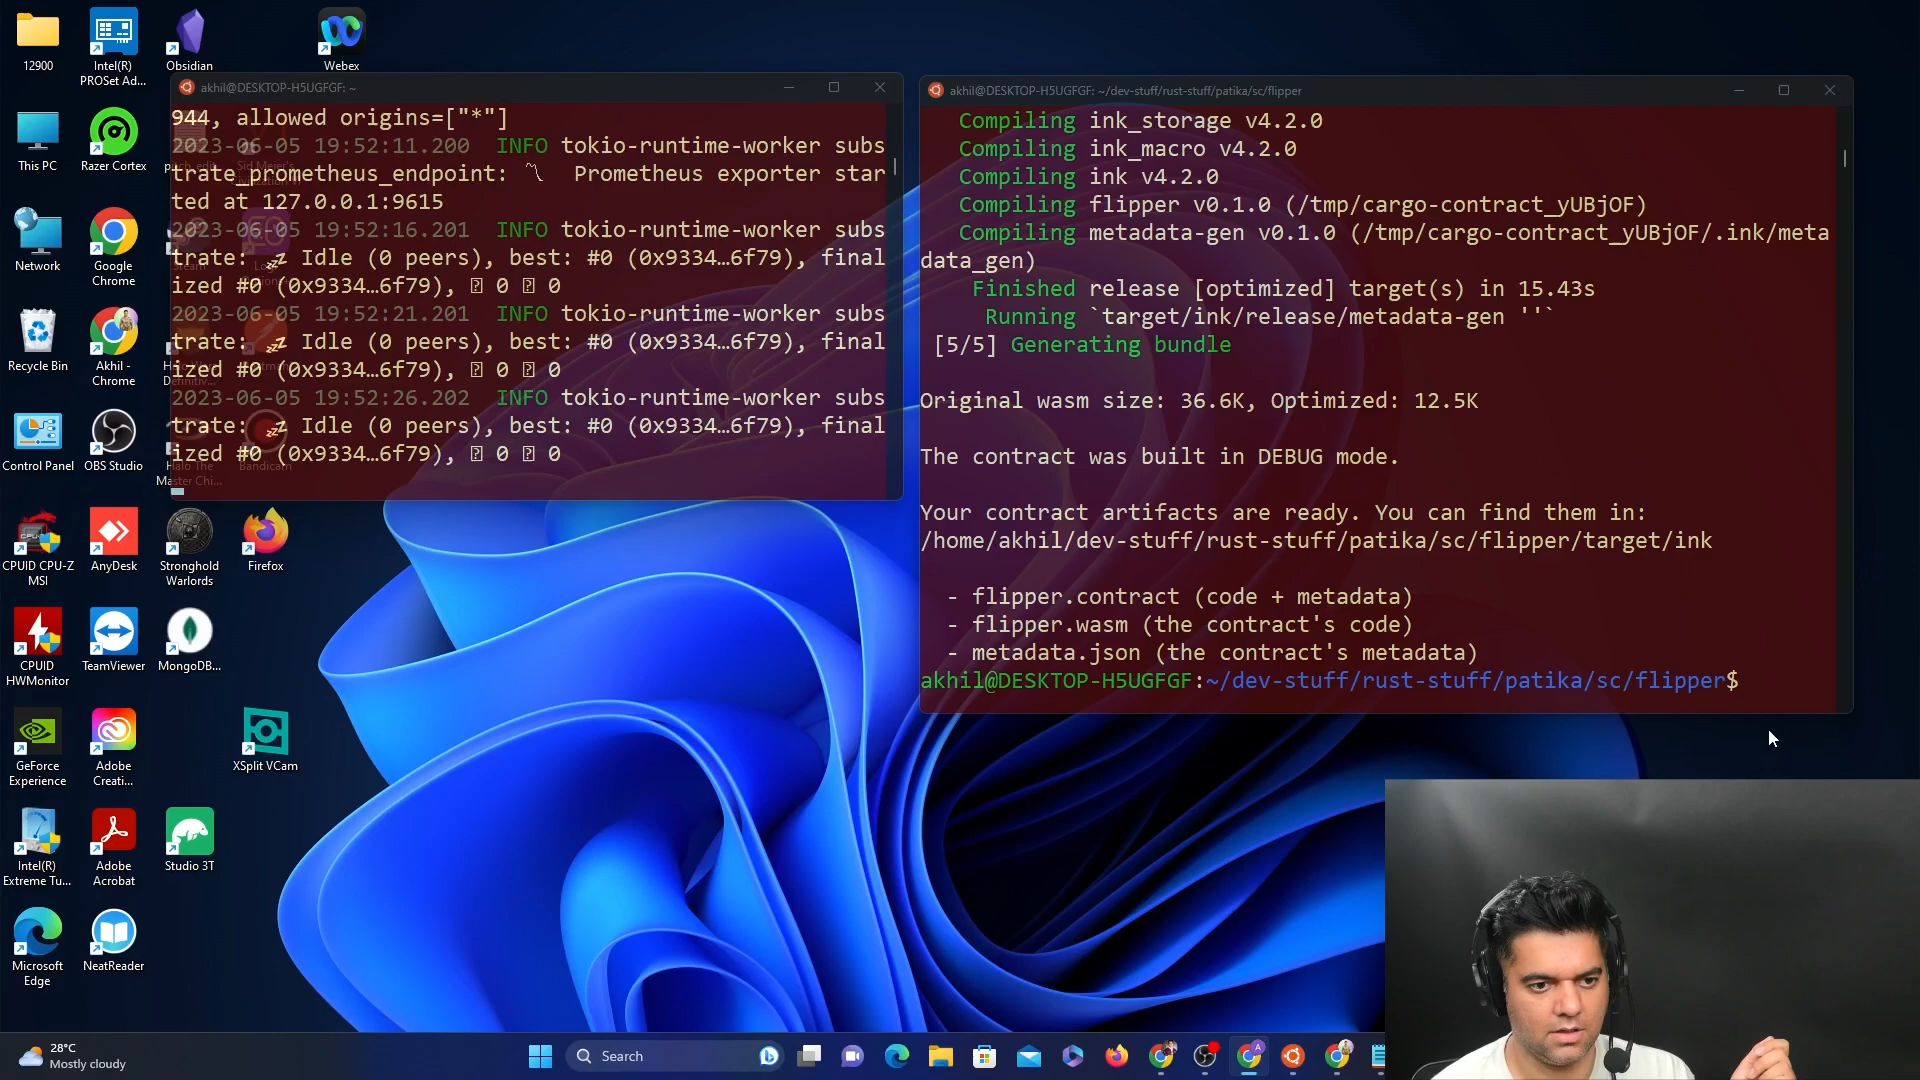 12900
Intel(R)
PROSet Ad...
Obsidian
Webex
This PC
Razer Cortex
Network
Google
Chrome
Recycle Bin
Akhil -
Chrome
Control Panel
OBS Studio
Halo The
Master Chi...
Bandicam
CPUID CPU-Z
MSI
AnyDesk
Stronghold
Warlords
Firefox
CPUID
HWMonitor
TeamViewer
MongoDB...
GeForce
Experience
Adobe
Creati...
XSplit VCam
Intel(R)
Extreme Tu...
Adobe
Acrobat
Studio 3T
Microsoft
Edge
NeatReader
akhil@DESKTOP-H5UGFGF: ~
944, allowed origins=["*"]
2023-06-05 19:52:11.200 INFO tokio-runtime-worker subs
trate_prometheus_endpoint: 〽 Prometheus exporter star
ted at 127.0.0.1:9615
2023-06-05 19:52:16.201 INFO tokio-runtime-worker subs
trate: 💤 Idle (0 peers), best: #0 (0x9334…6f79), final
ized #0 (0x9334…6f79), 0 0
2023-06-05 19:52:21.201 INFO tokio-runtime-worker subs
trate: 💤 Idle (0 peers), best: #0 (0x9334…6f79), final
ized #0 (0x9334…6f79), 0 0
2023-06-05 19:52:26.202 INFO tokio-runtime-worker subs
trate: 💤 Idle (0 peers), best: #0 (0x9334…6f79), final
ized #0 (0x9334…6f79), 0 0
akhil@DESKTOP-H5UGFGF: ~/dev-stuff/rust-stuff/patika/sc/flipper
Compiling ink_storage v4.2.0
Compiling ink_macro v4.2.0
Compiling ink v4.2.0
Compiling flipper v0.1.0 (/tmp/cargo-contract_yUBjOF)
Compiling metadata-gen v0.1.0 (/tmp/cargo-contract_yUBjOF/.ink/meta
data_gen)
Finished release [optimized] target(s) in 15.43s
Running `target/ink/release/metadata-gen ''`
[5/5] Generating bundle
Original wasm size: 36.6K, Optimized: 12.5K
The contract was built in DEBUG mode.
Your contract artifacts are ready. You can find them in:
/home/akhil/dev-stuff/rust-stuff/patika/sc/flipper/target/ink
- flipper.contract (code + metadata)
- flipper.wasm (the contract's code)
- metadata.json (the contract's metadata)
akhil@DESKTOP-H5UGFGF:~/dev-stuff/rust-stuff/patika/sc/flipper$
28°C
Mostly cloudy
Search